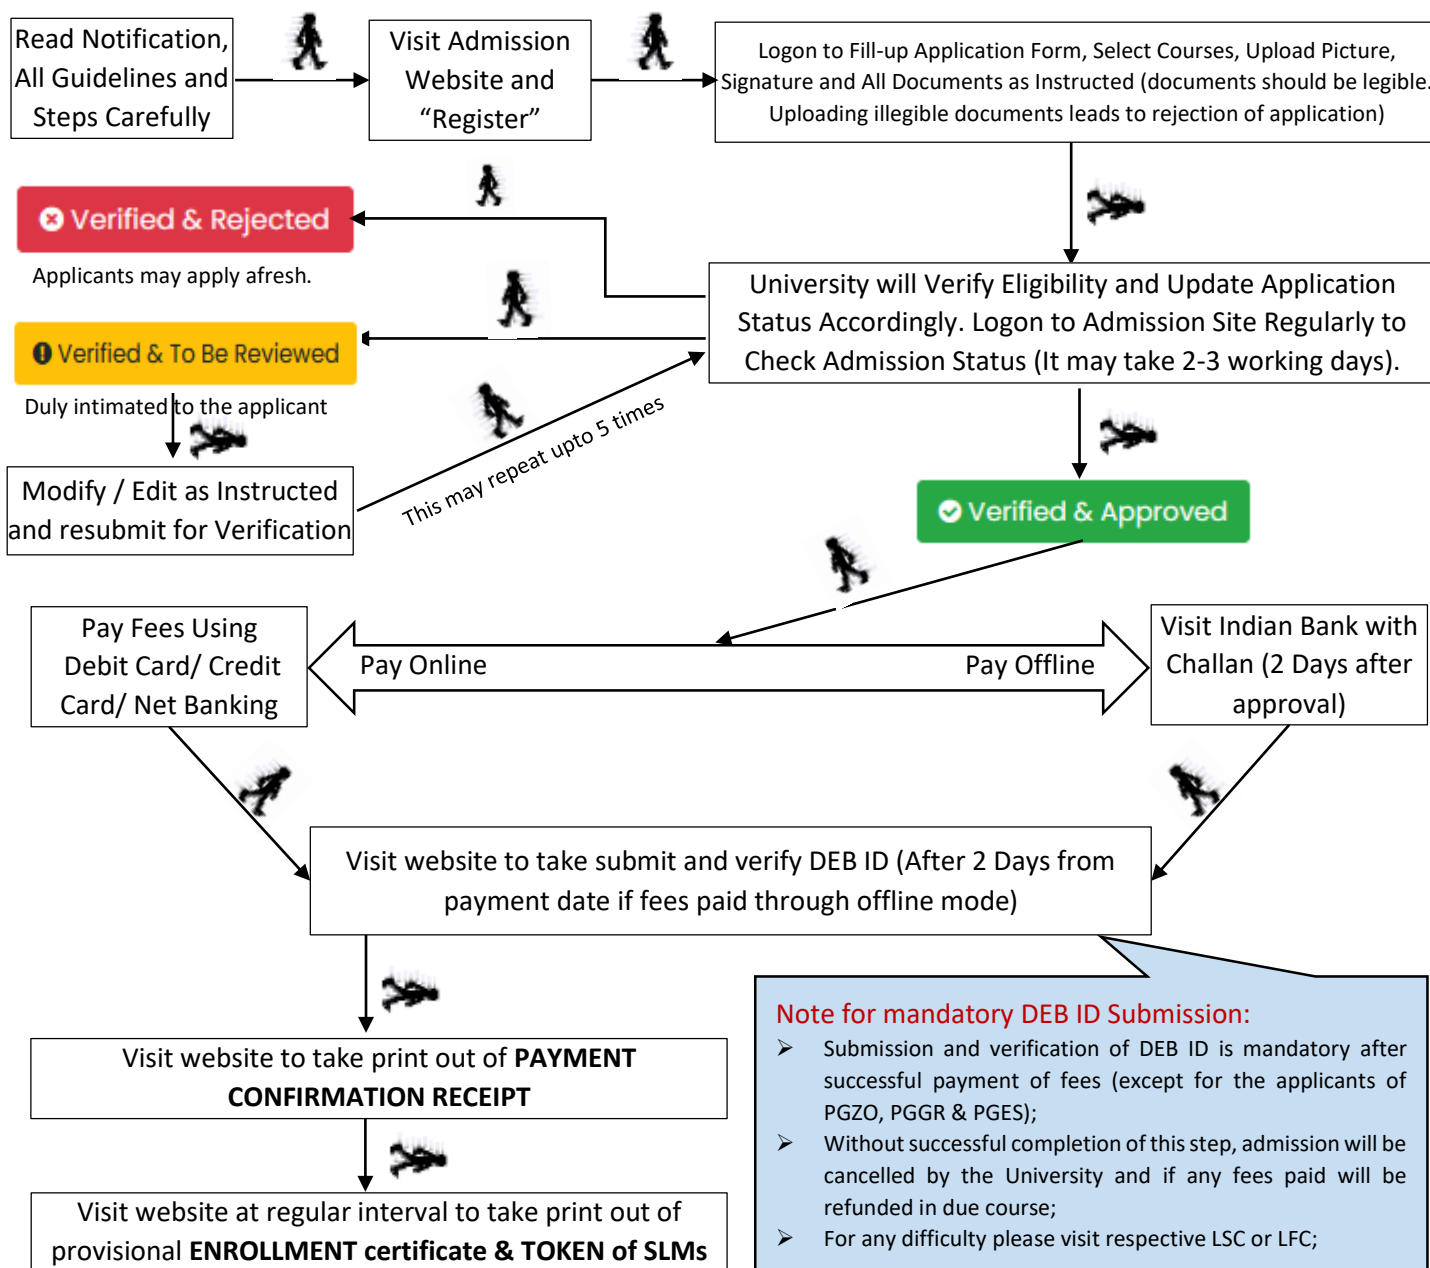 Read Notification,
All Guidelines and
Steps Carefully
Visit Admission
Website and
“Register”
Logon to Fill-up Application Form, Select Courses, Upload Picture,
Signature and All Documents as Instructed (documents should be legible.
Uploading illegible documents leads to rejection of application)
Verified & Rejected
Applicants may apply afresh.
University will Verify Eligibility and Update Application
Status Accordingly. Logon to Admission Site Regularly to
Check Admission Status (It may take 2-3 working days).
Verified & To Be Reviewed
Duly intimated to the applicant
This may repeat upto 5 times
Modify / Edit as Instructed
and resubmit for Verification
Verified & Approved
Pay Fees Using
Debit Card/ Credit
Card/ Net Banking
Pay Online
Pay Offline
Visit Indian Bank with
Challan (2 Days after
approval)
Visit website to take submit and verify DEB ID (After 2 Days from
payment date if fees paid through offline mode)
Visit website to take print out of PAYMENT
CONFIRMATION RECEIPT
Visit website at regular interval to take print out of
provisional ENROLLMENT certificate & TOKEN of SLMs
Note for mandatory DEB ID Submission:
➢ Submission and verification of DEB ID is mandatory after
successful payment of fees (except for the applicants of
PGZO, PGGR & PGES);
➢ Without successful completion of this step, admission will be
cancelled by the University and if any fees paid will be
refunded in due course;
➢ For any difficulty please visit respective LSC or LFC;